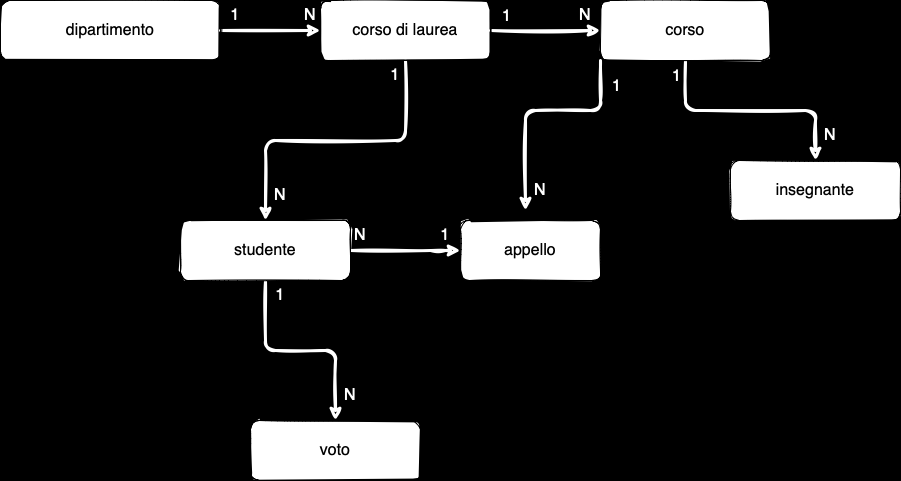 dipartimento
1
N
corso di laurea
1
N
corso
1
1
1
N
insegnante
N
N
studente
N
1
appello
1
N
voto